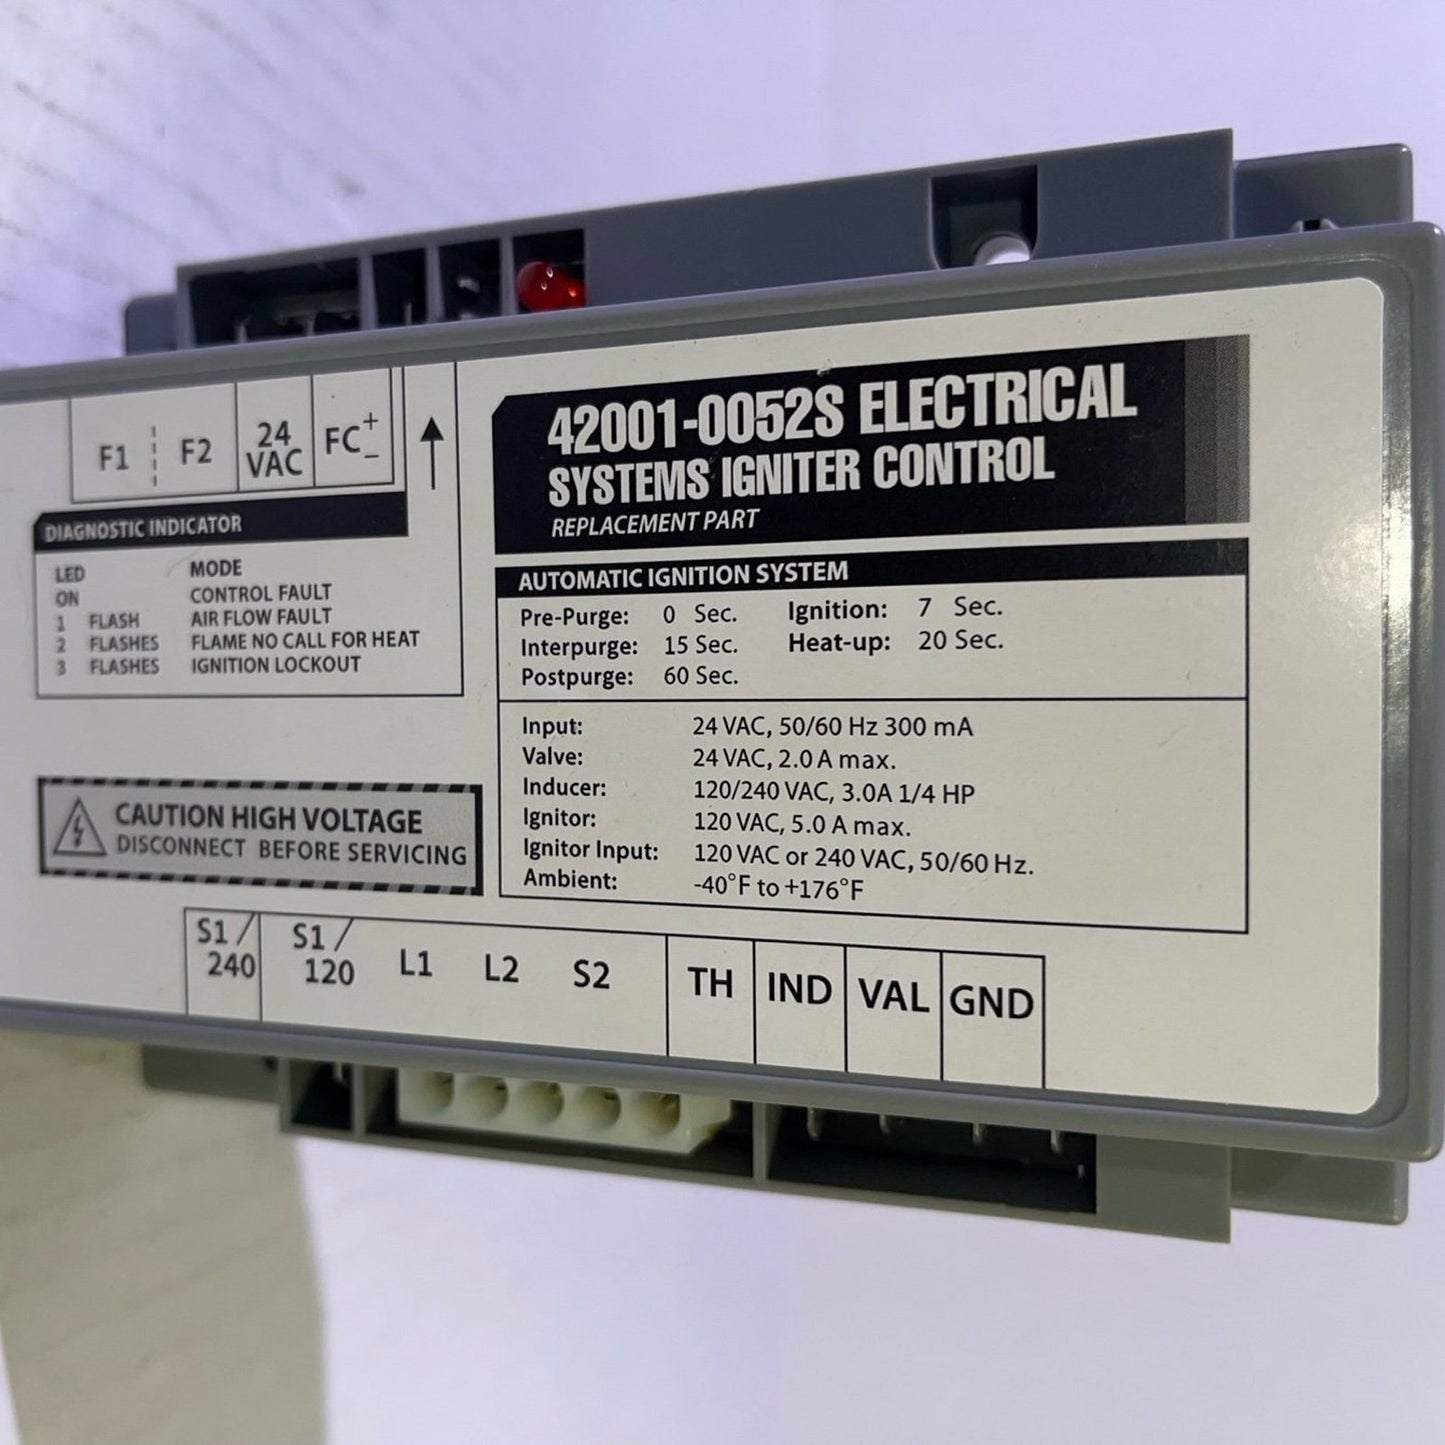 F1 F2 24 VAC FC + -
DIAGNOSTIC INDICATOR
LED MODE
ON CONTROL FAULT
1 FLASH AIR FLOW FAULT
2 FLASHES FLAME NO CALL FOR HEAT
3 FLASHES IGNITION LOCKOUT
CAUTION HIGH VOLTAGE
DISCONNECT BEFORE SERVICING
42001-0052S ELECTRICAL
SYSTEMS IGNITER CONTROL
REPLACEMENT PART
AUTOMATIC IGNITION SYSTEM
Pre-Purge: 0 Sec. Ignition: 7 Sec.
Interpurge: 15 Sec. Heat-up: 20 Sec.
Postpurge: 60 Sec.
Input: 24 VAC, 50/60 Hz 300 mA
Valve: 24 VAC, 2.0 A max.
Inducer: 120/240 VAC, 3.0A 1/4 HP
Ignitor: 120 VAC, 5.0 A max.
Ignitor Input: 120 VAC or 240 VAC, 50/60 Hz.
Ambient: -40°F to +176°F
S1/240 S1/120 L1 L2 S2 TH IND VAL GND